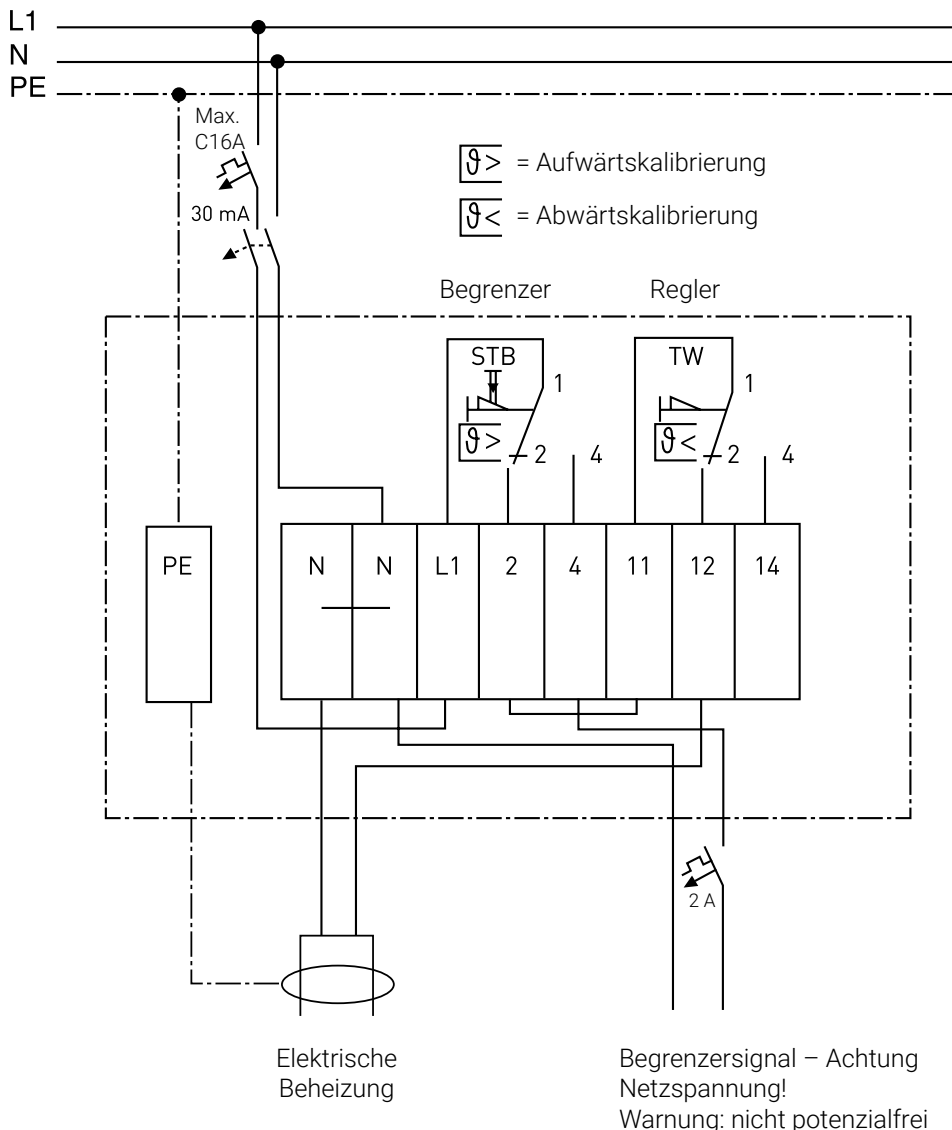 L1
N
PE
Max.
C16A
30 mA
ϑ> = Aufwärtskalibrierung
ϑ< = Abwärtskalibrierung
Begrenzer
Regler
STB
1
ϑ>
2
4
TW
1
ϑ<
2
4
PE
N
N
L1
2
4
11
12
14
2 A
Elektrische
Beheizung
Begrenzersignal – Achtung
Netzspannung!
Warnung: nicht potenzialfrei